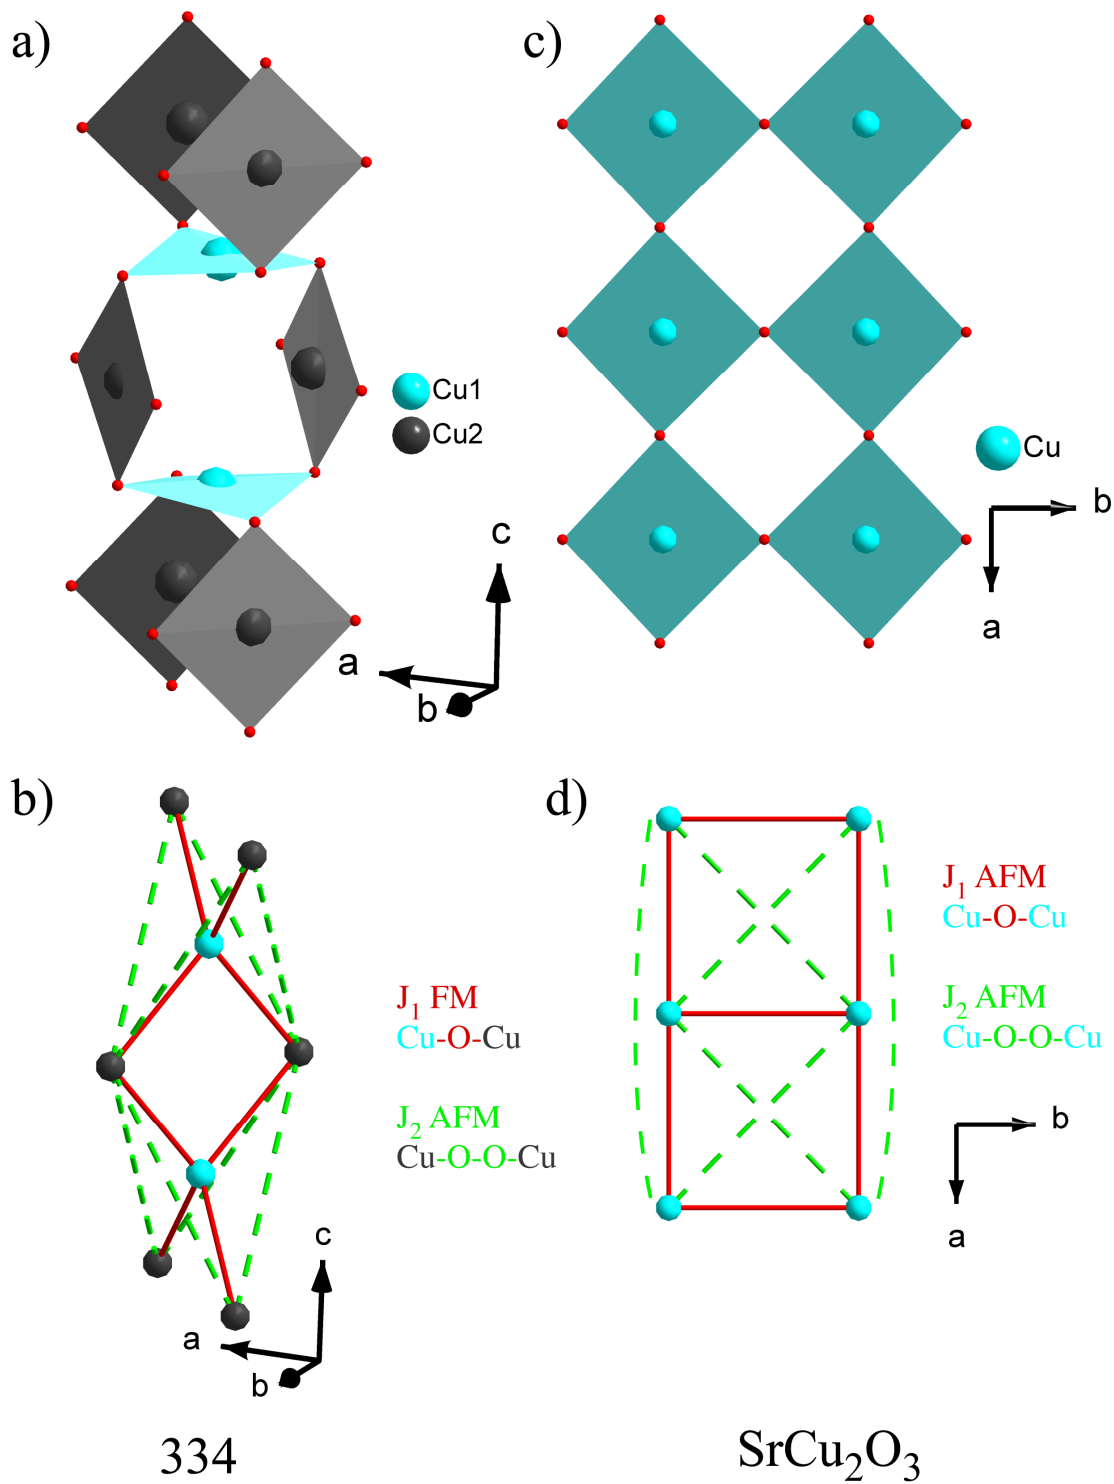 a)
c)
Cu1
Cu2
c
a
b
Cu
b
a
b)
d)
J₁ FM
Cu-O-Cu
J₂ AFM
Cu-O-O-Cu
c
a
b
J₁ AFM
Cu-O-Cu
J₂ AFM
Cu-O-O-Cu
b
a
334
SrCu₂O₃